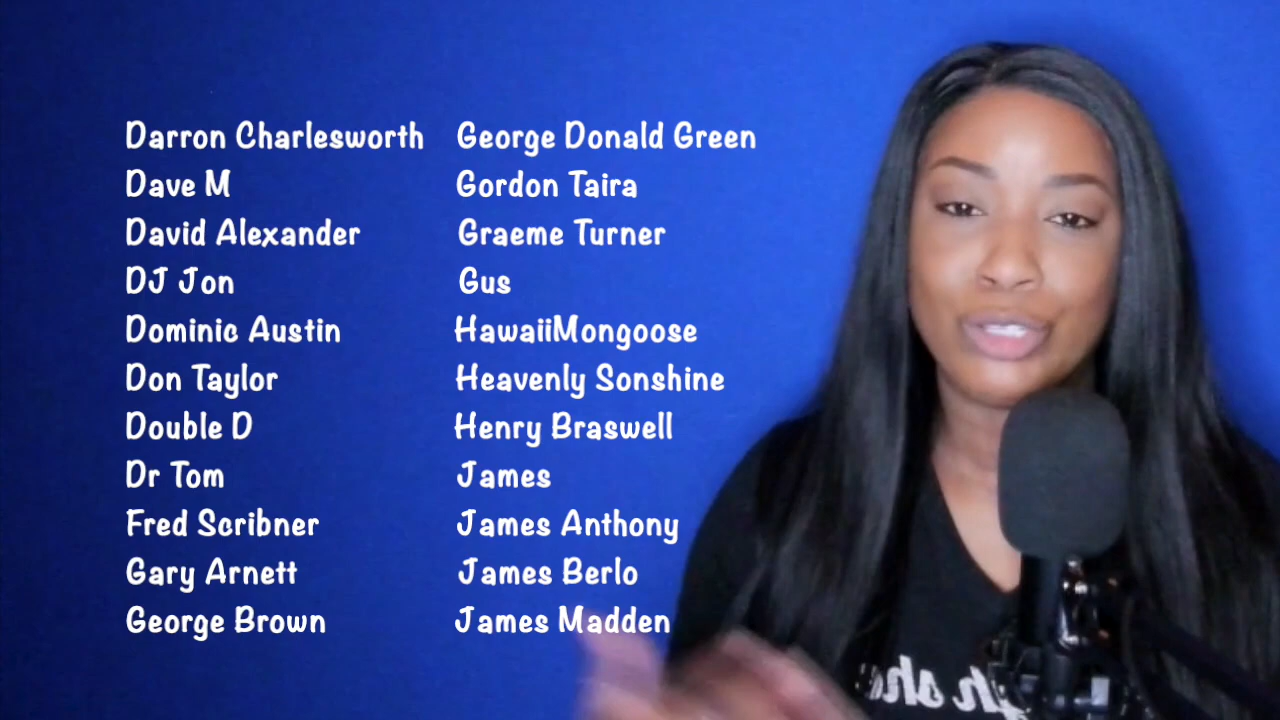 Darron Charlesworth
Dave M
David Alexander
DJ Jon
Dominic Austin
Don Taylor
Double D
Dr Tom
Fred Scribner
Gary Arnett
George Brown
George Donald Green
Gordon Taira
Graeme Turner
Gus
HawaiiMongoose
Heavenly Sonshine
Henry Braswell
James
James Anthony
James Berlo
James Madden